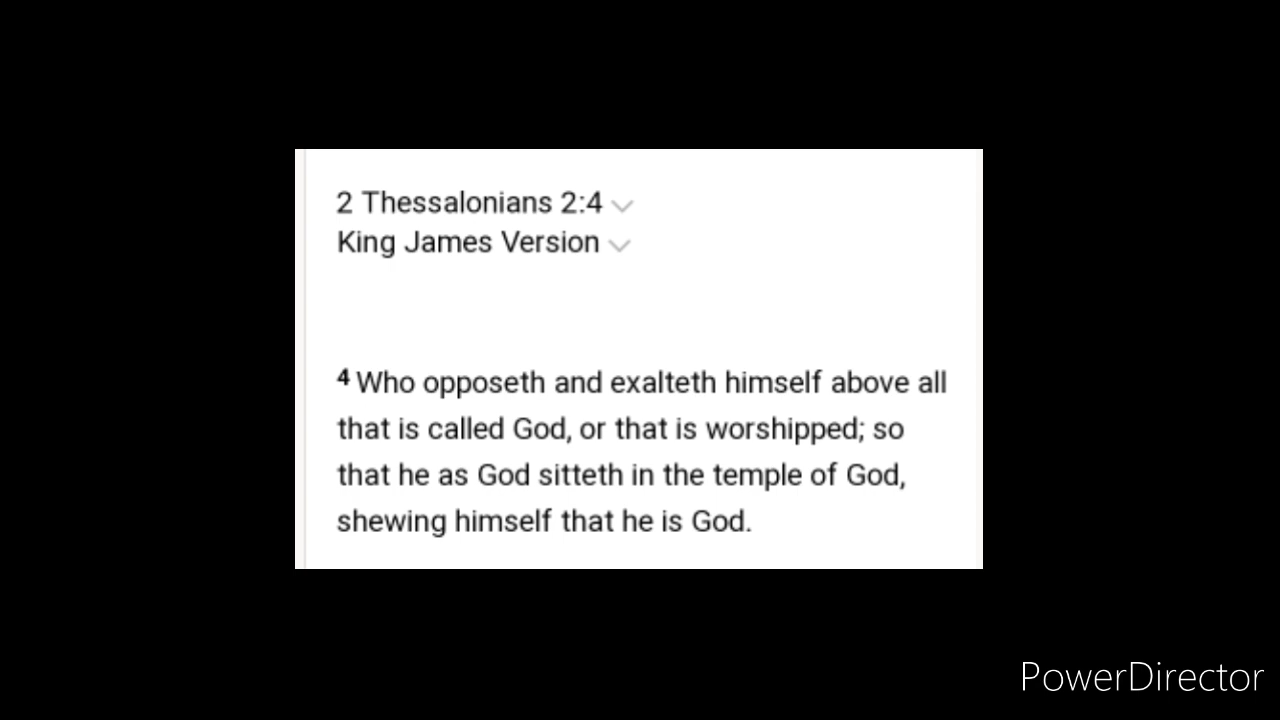 2 Thessalonians 2:4
King James Version
4 Who opposeth and exalteth himself above all
that is called God, or that is worshipped; so
that he as God sitteth in the temple of God,
shewing himself that he is God.
PowerDirector